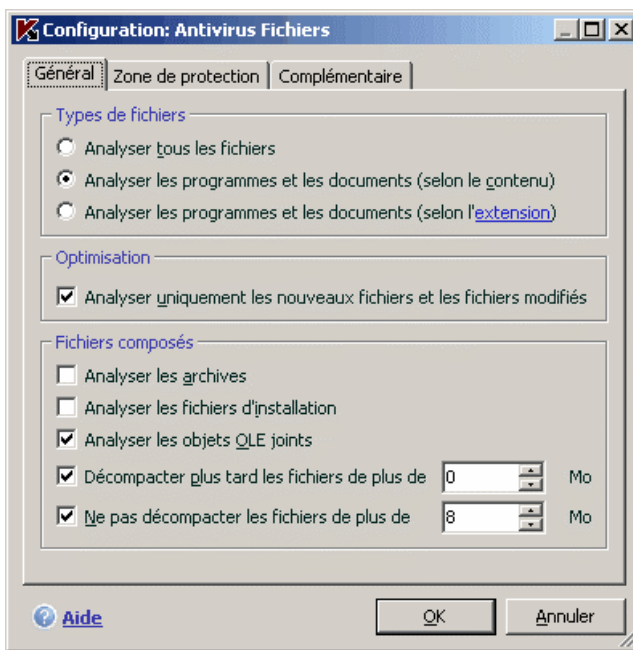 Configuration: Antivirus Fichiers
Général Zone de protection Complémentaire
Types de fichiers
Analyser tous les fichiers
Analyser les programmes et les documents (selon le contenu)
Analyser les programmes et les documents (selon l'extension)
Optimisation
Analyser uniquement les nouveaux fichiers et les fichiers modifiés
Fichiers composés
Analyser les archives
Analyser les fichiers d'installation
Analyser les objets OLE joints
Décompacter plus tard les fichiers de plus de 0 Mo
Ne pas décompacter les fichiers de plus de 8 Mo
Aide OK Annuler